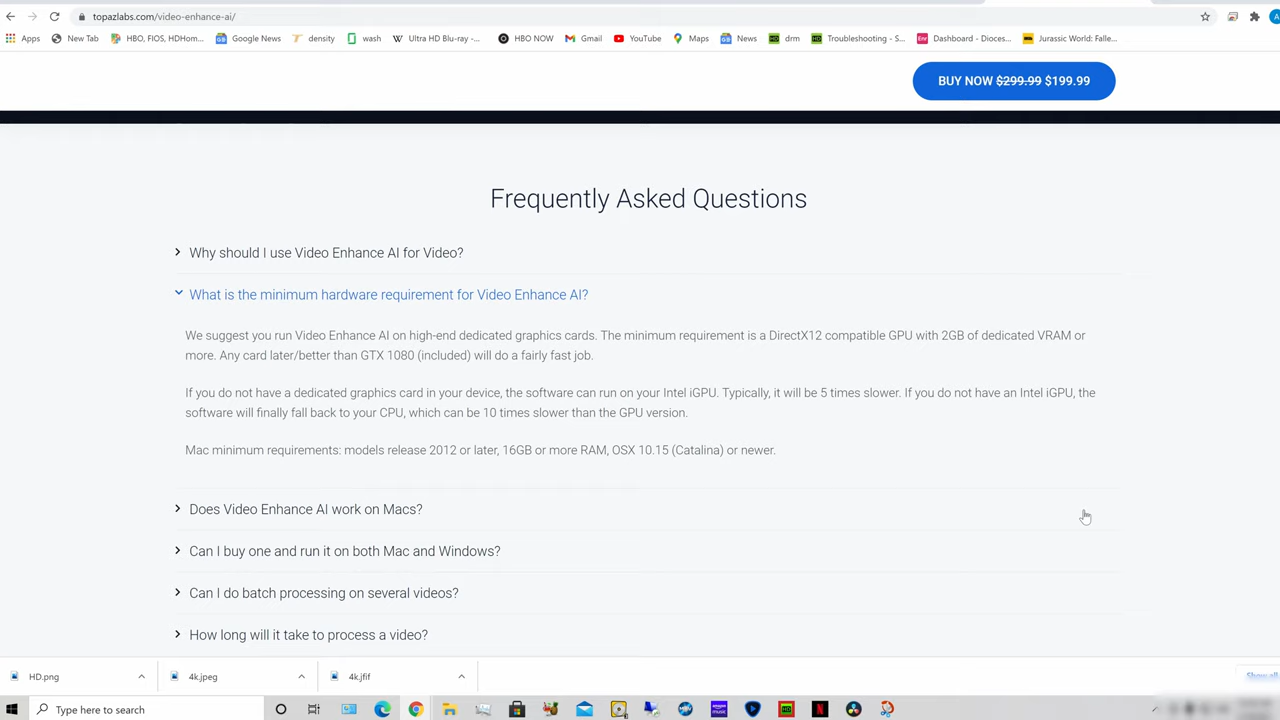 topazlabs.com/video-enhance-ai/
Apps New Tab HBO, FIOS, HDHom... Google News density wash Ultra HD Blu-ray -... HBO NOW Gmail YouTube Maps News drm Troubleshooting - S... Dashboard - Dioces... Jurassic World: Falle...
BUY NOW $299.99 $199.99
Frequently Asked Questions
Why should I use Video Enhance AI for Video?
What is the minimum hardware requirement for Video Enhance AI?
We suggest you run Video Enhance AI on high-end dedicated graphics cards. The minimum requirement is a DirectX12 compatible GPU with 2GB of dedicated VRAM or
more. Any card later/better than GTX 1080 (included) will do a fairly fast job.
If you do not have a dedicated graphics card in your device, the software can run on your Intel iGPU. Typically, it will be 5 times slower. If you do not have an Intel iGPU, the
software will finally fall back to your CPU, which can be 10 times slower than the GPU version.
Mac minimum requirements: models release 2012 or later, 16GB or more RAM, OSX 10.15 (Catalina) or newer.
Does Video Enhance AI work on Macs?
Can I buy one and run it on both Mac and Windows?
Can I do batch processing on several videos?
How long will it take to process a video?
HD.png 4k.jpeg 4k.jfif Show all
Type here to search